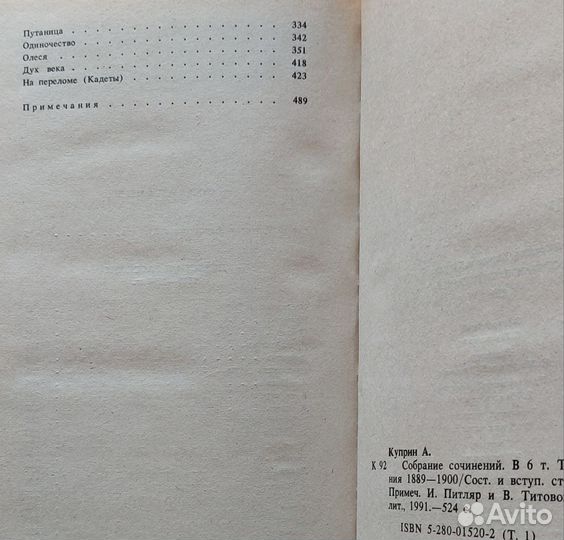 Путаница . . . . . . . . . . . . . . . . . 334
Одиночество . . . . . . . . . . . . . . . 342
Олеся . . . . . . . . . . . . . . . . . . . 351
Дух века . . . . . . . . . . . . . . . . . 418
На переломе (Кадеты) . . . . . . . . . . . 423
Примечания . . . . . . . . . . . . . . . 489
Куприн А.
К 92 Собрание сочинений. В 6 т. Т
ния 1889—1900/Сост. и вступ. ст
Примеч. И. Питляр и В. Титово
лит., 1991.—524 с.
ISBN 5-280-01520-2 (Т. 1)
Avito